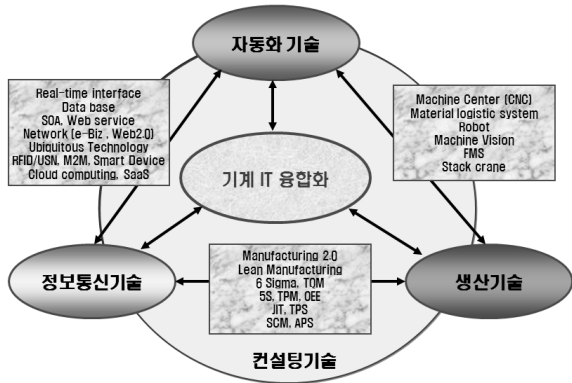 자동화 기술
Real-time interface
Data base
SOA, Web service
Network (e-Biz , Web2.0)
Ubiquitous Technology
RFID/USN, M2M, Smart Device
Cloud computing, SaaS
Machine Center (CNC)
Material logistic system
Robot
Machine Vision
FMS
Stack crane
기계 IT 융합화
정보통신기술
Manufacturing 2.0
Lean Manufacturing
6 Sigma, TQM
5S, TPM, OEE
JIT, TPS
SCM, APS
생산기술
컨설팅기술